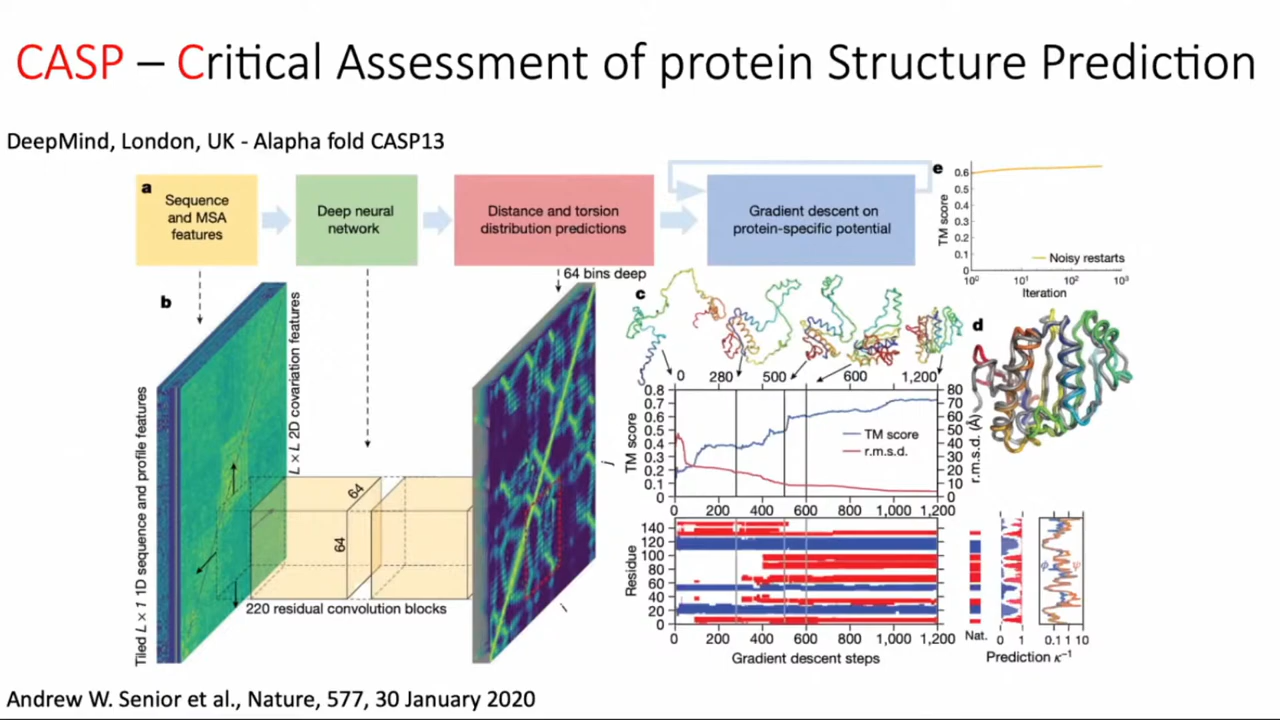 CASP – Critical Assessment of protein Structure Prediction
DeepMind, London, UK - Alapha fold CASP13
a
Sequence
and MSA
features
Deep neural
network
Distance and torsion
distribution predictions
Gradient descent on
protein-specific potential
e
TM score
0.6
0.5
0.4
0.3
0.2
0.1
0
Noisy restarts
10⁰ 10¹ 10² 10³
Iteration
b
64 bins deep
Tiled L × 1 1D sequence and profile features
L × L 2D covariation features
64
64
220 residual convolution blocks
j
i
c
0 280 500 600 1,200
TM score
0.8
0.7
0.6
0.5
0.4
0.3
0.2
0.1
0
TM score
r.m.s.d.
80
70
60
50
40
30
20
10
0
r.m.s.d. (Å)
0 200 400 600 800 1,000 1,200
d
Residue
140
120
100
80
60
40
20
0
0 200 400 600 800 1,000 1,200
Gradient descent steps
Nat. 0 1
ϕ ψ
0.1 1 10
Prediction κ⁻¹
Andrew W. Senior et al., Nature, 577, 30 January 2020